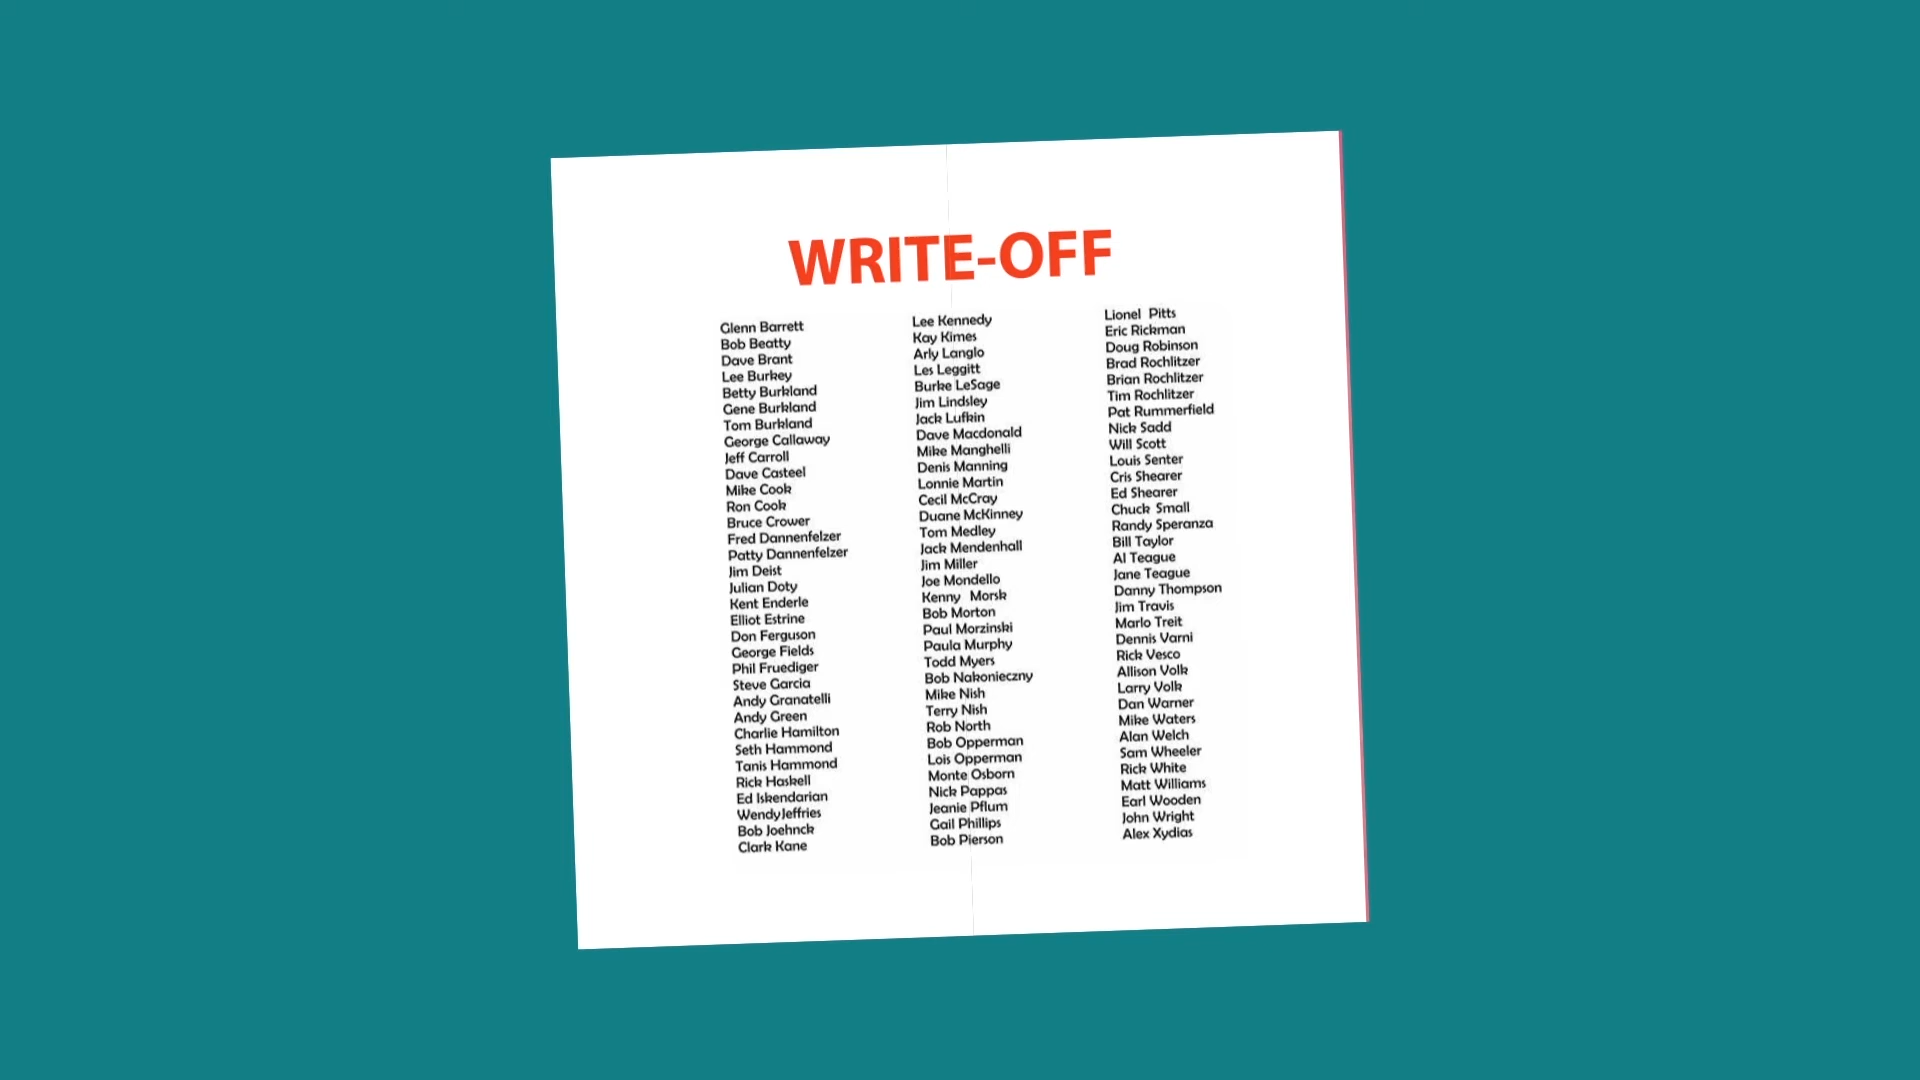 WRITE-OFF
Glenn Barrett
Bob Beatty
Dave Brant
Lee Burkey
Betty Burkland
Gene Burkland
Tom Burkland
George Callaway
Jeff Carroll
Dave Casteel
Mike Cook
Ron Cook
Bruce Crower
Fred Dannenfelzer
Patty Dannenfelzer
Jim Deist
Julian Doty
Kent Enderle
Elliot Estrine
Don Ferguson
George Fields
Phil Fruediger
Steve Garcia
Andy Granatelli
Andy Green
Charlie Hamilton
Seth Hammond
Tanis Hammond
Rick Haskell
Ed Iskendarian
WendyJeffries
Bob Joehnck
Clark Kane
Lee Kennedy
Kay Kimes
Arly Langlo
Les Leggitt
Burke LeSage
Jim Lindsley
Jack Lufkin
Dave Macdonald
Mike Manghelli
Denis Manning
Lonnie Martin
Cecil McCray
Duane McKinney
Tom Medley
Jack Mendenhall
Jim Miller
Joe Mondello
Kenny Morsk
Bob Morton
Paul Morzinski
Paula Murphy
Todd Myers
Bob Nakonieczny
Mike Nish
Terry Nish
Rob North
Bob Opperman
Lois Opperman
Monte Osborn
Nick Pappas
Jeanie Pflum
Gail Phillips
Bob Pierson
Lionel Pitts
Eric Rickman
Doug Robinson
Brad Rochlitzer
Brian Rochlitzer
Tim Rochlitzer
Pat Rummerfield
Nick Sadd
Will Scott
Louis Senter
Cris Shearer
Ed Shearer
Chuck Small
Randy Speranza
Bill Taylor
Al Teague
Jane Teague
Danny Thompson
Jim Travis
Marlo Treit
Dennis Varni
Rick Vesco
Allison Volk
Larry Volk
Dan Warner
Mike Waters
Alan Welch
Sam Wheeler
Rick White
Matt Williams
Earl Wooden
John Wright
Alex Xydias